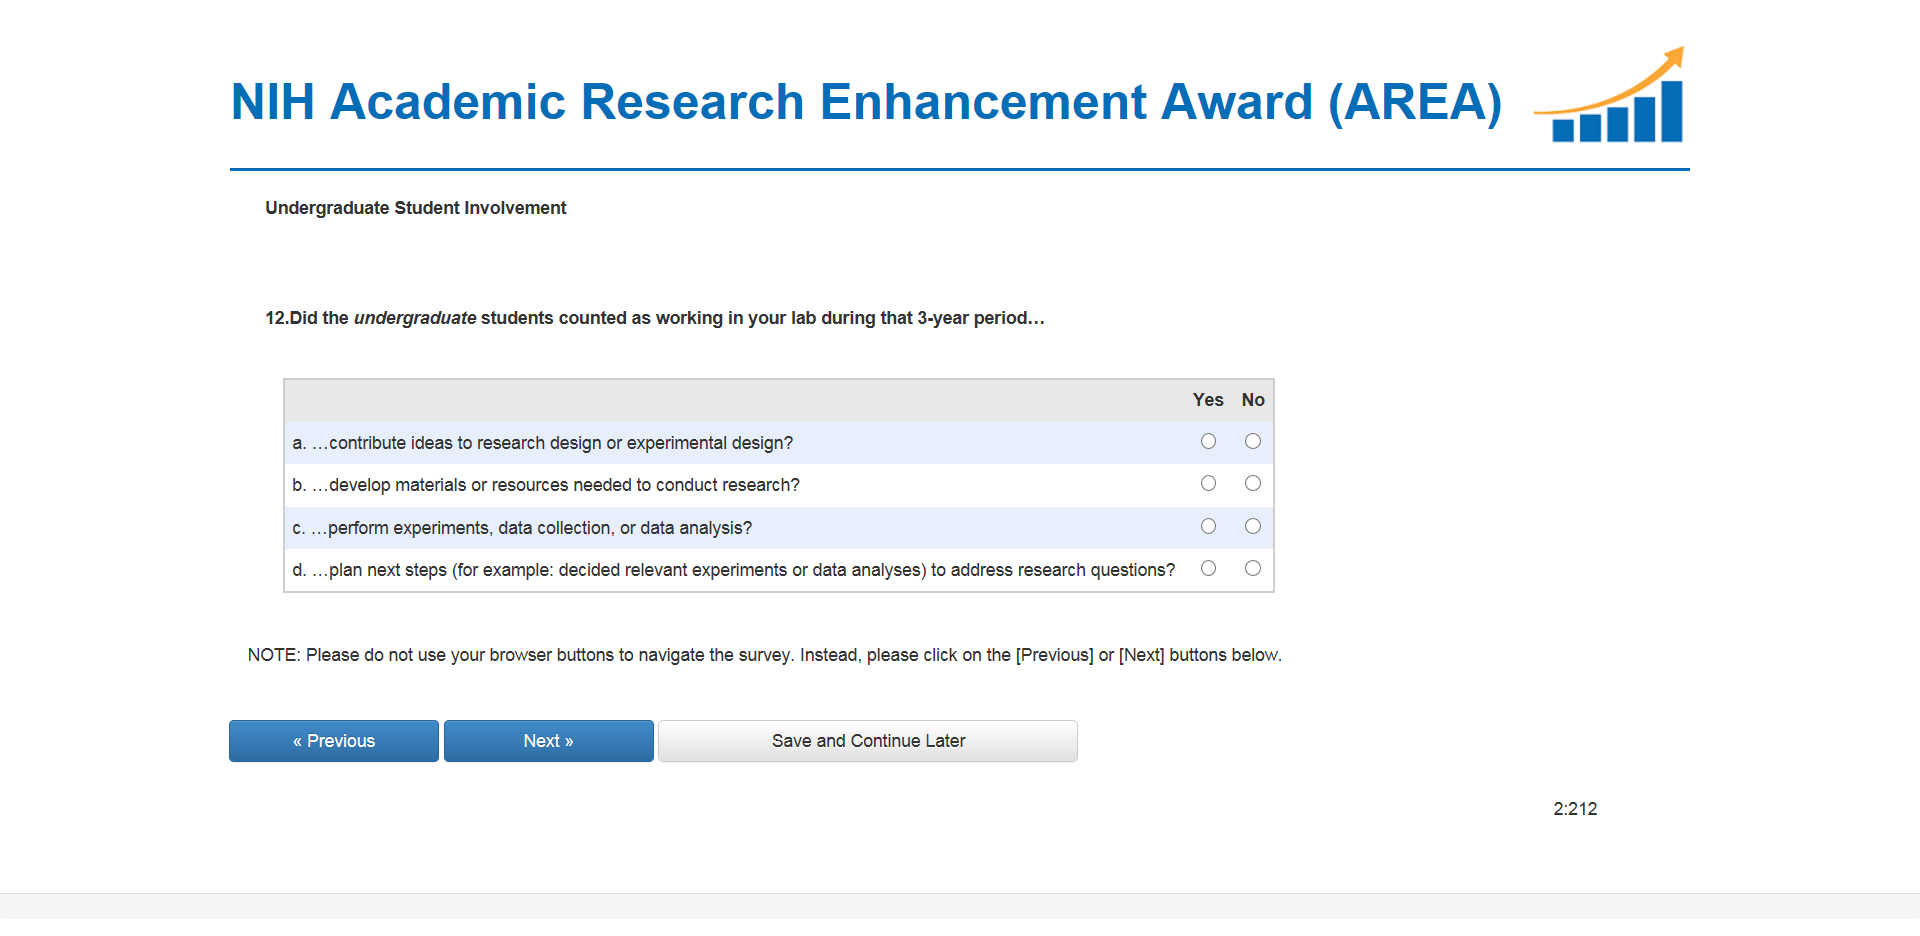 NIH Academic Research Enhancement Award (AREA)
Undergraduate Student Involvement
12.Did the undergraduate students counted as working in your lab during that 3-year period…
Yes No
a. …contribute ideas to research design or experimental design?
b. …develop materials or resources needed to conduct research?
c. …perform experiments, data collection, or data analysis?
d. …plan next steps (for example: decided relevant experiments or data analyses) to address research questions?
NOTE: Please do not use your browser buttons to navigate the survey. Instead, please click on the [Previous] or [Next] buttons below.
« Previous Next » Save and Continue Later
2:212